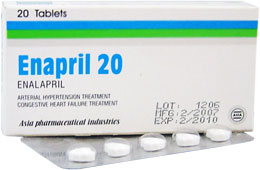 20 Tablets
Enapril 20
ENALAPRIL
ARTERIAL HYPERTENSION TREATMENT
CONGESTIVE HEART FAILURE TREATMENT
LOT: 1206
MFG:2/2007
EXP:2/2010
Asia pharmaceutical industries
ASIA